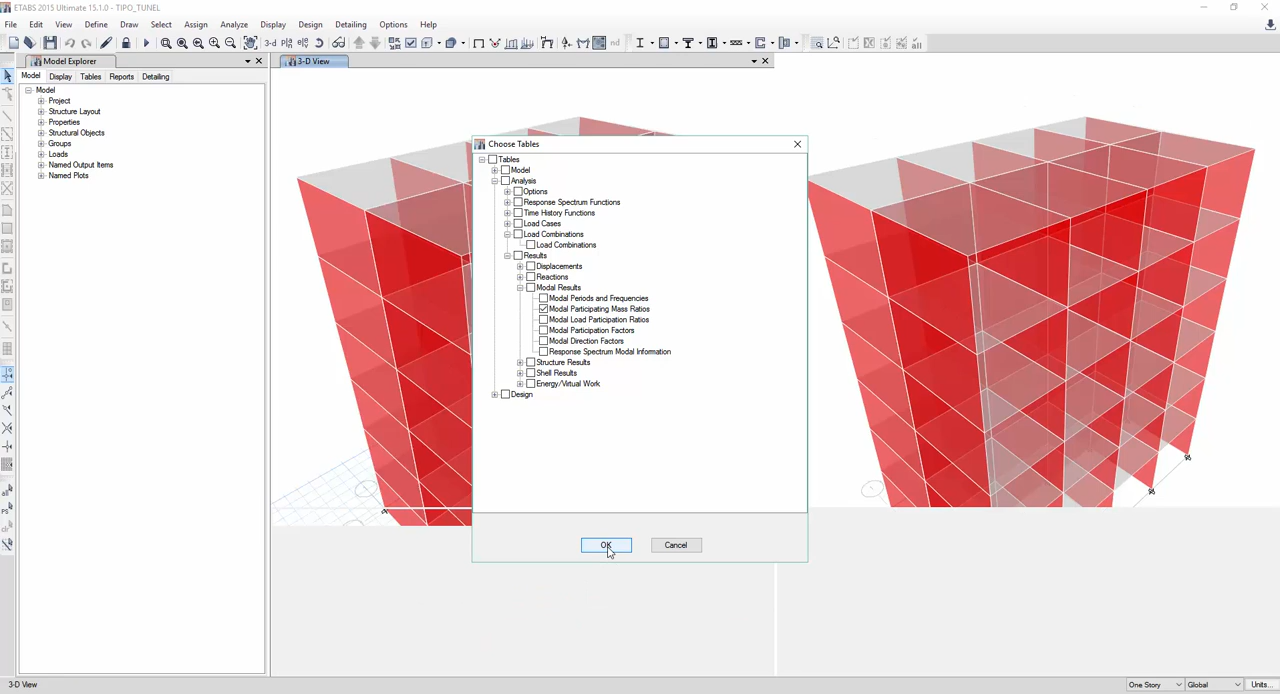 ETABS 2015 Ultimate 15.1.0 - TIPO_TUNEL
File Edit View Define Draw Select Assign Analyze Display Design Detailing Options Help
3-d
nd
all
Model Explorer
3-D View
Model Display Tables Reports Detailing
Model
Project
Structure Layout
Properties
Structural Objects
Groups
Loads
Named Output Items
Named Plots
Choose Tables
Tables
Model
Analysis
Options
Response Spectrum Functions
Time History Functions
Load Cases
Load Combinations
Load Combinations
Results
Displacements
Reactions
Modal Results
Modal Periods and Frequencies
Modal Participating Mass Ratios
Modal Load Participation Ratios
Modal Participation Factors
Modal Direction Factors
Response Spectrum Modal Information
Structure Results
Shell Results
Energy/Virtual Work
Design
OK Cancel
3-D View
One Story Global Units...